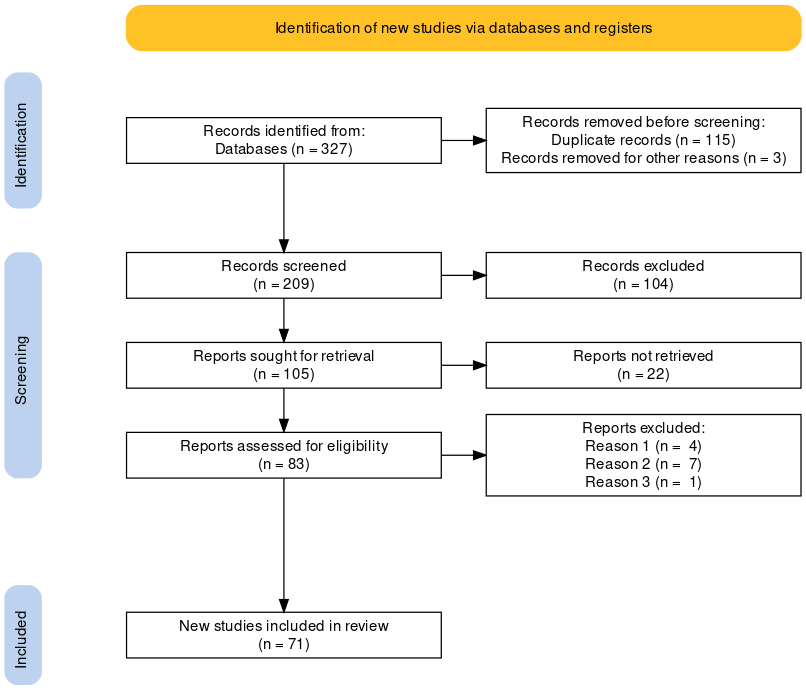 Identification of new studies via databases and registers
Identification
Records identified from:
Databases (n = 327)
Records removed before screening:
Duplicate records (n = 115)
Records removed for other reasons (n = 3)
Screening
Records screened
(n = 209)
Records excluded
(n = 104)
Reports sought for retrieval
(n = 105)
Reports not retrieved
(n = 22)
Reports assessed for eligibility
(n = 83)
Reports excluded:
Reason 1 (n =  4)
Reason 2 (n =  7)
Reason 3 (n =  1)
Included
New studies included in review
(n = 71)